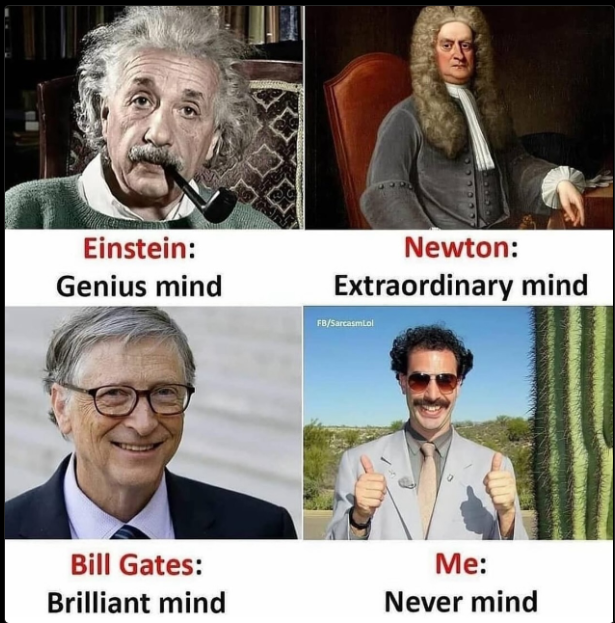 Einstein:
Genius mind
Newton:
Extraordinary mind
FB/SarcasmLol
Bill Gates:
Brilliant mind
Me:
Never mind